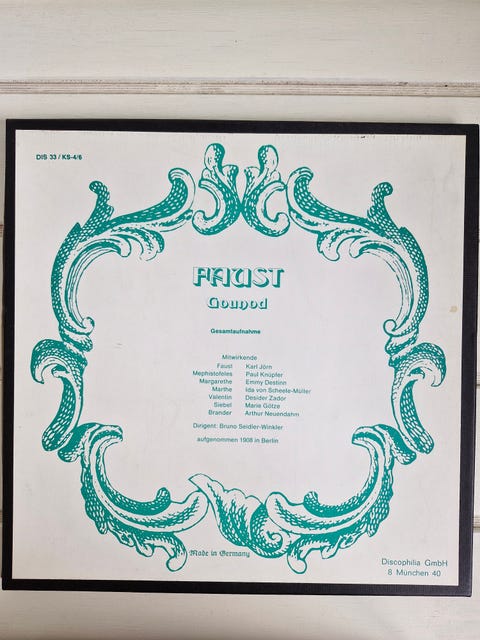 DIS 33 / KS-4/6
FAUST
Gounod
Gesamtaufnahme
Mitwirkende
Faust Karl Jörn
Mephistofeles Paul Knüpfer
Margarethe Emmy Destinn
Marthe Ida von Scheele-Müller
Valentin Desider Zador
Siebel Marie Götze
Brander Arthur Neuendahm
Dirigent: Bruno Seidler-Winkler
aufgenommen 1908 in Berlin
Made in Germany
Discophilia GmbH
8 München 40